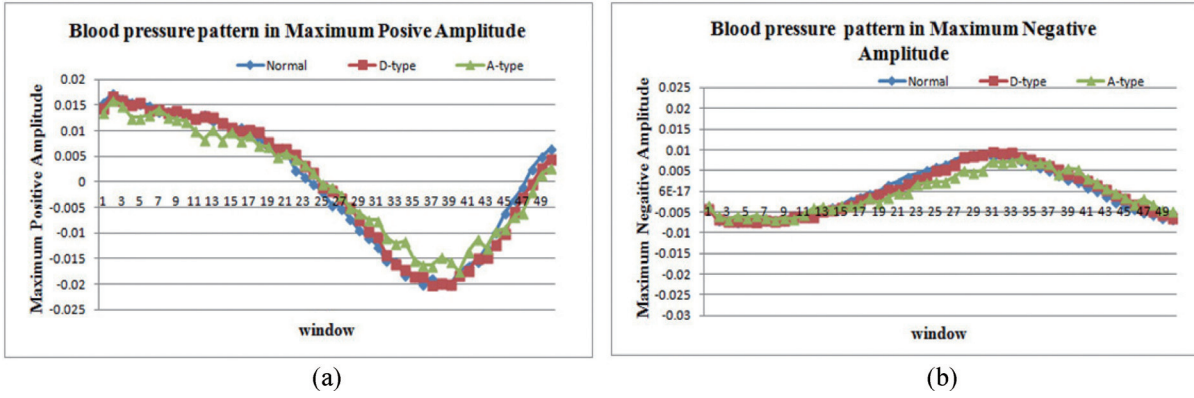 Blood pressure pattern in Maximum Posive Amplitude
Normal D-type A-type
Maximum Positive Amplitude
0.02
0.015
0.01
0.005
0
-0.005
-0.01
-0.015
-0.02
-0.025
1 3 5 7 9 11 13 15 17 19 21 23 25 27 29 31 33 35 37 39 41 43 45 47 49
window
(a)
Blood pressure pattern in Maximum Negative
Amplitude
Normal D-type A-type
Maximum Negnitive Amplitude
0.025
0.02
0.015
0.01
0.005
6E-17
-0.005
-0.01
-0.015
-0.02
-0.025
-0.03
1 3 5 7 9 11 13 15 17 19 21 23 25 27 29 31 33 35 37 39 41 43 45 47 49
window
(b)